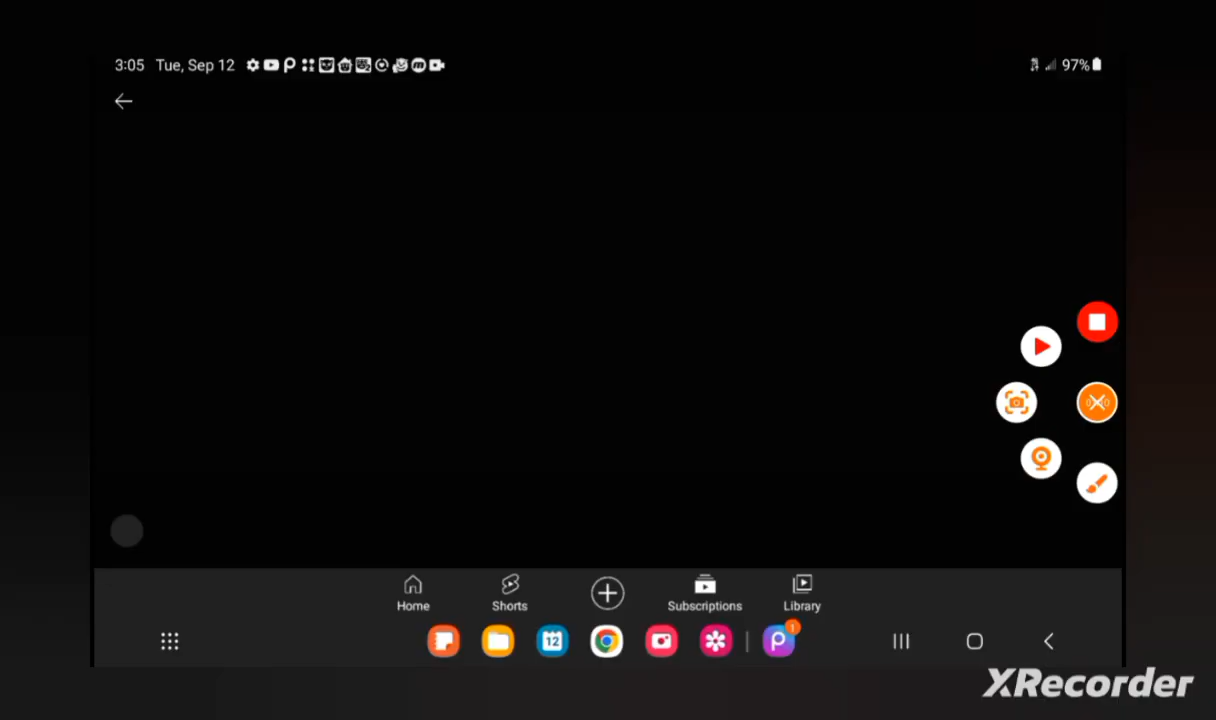 3:05 Tue, Sep 12
97%
Home
Shorts
Subscriptions
Library
12
1
XRecorder